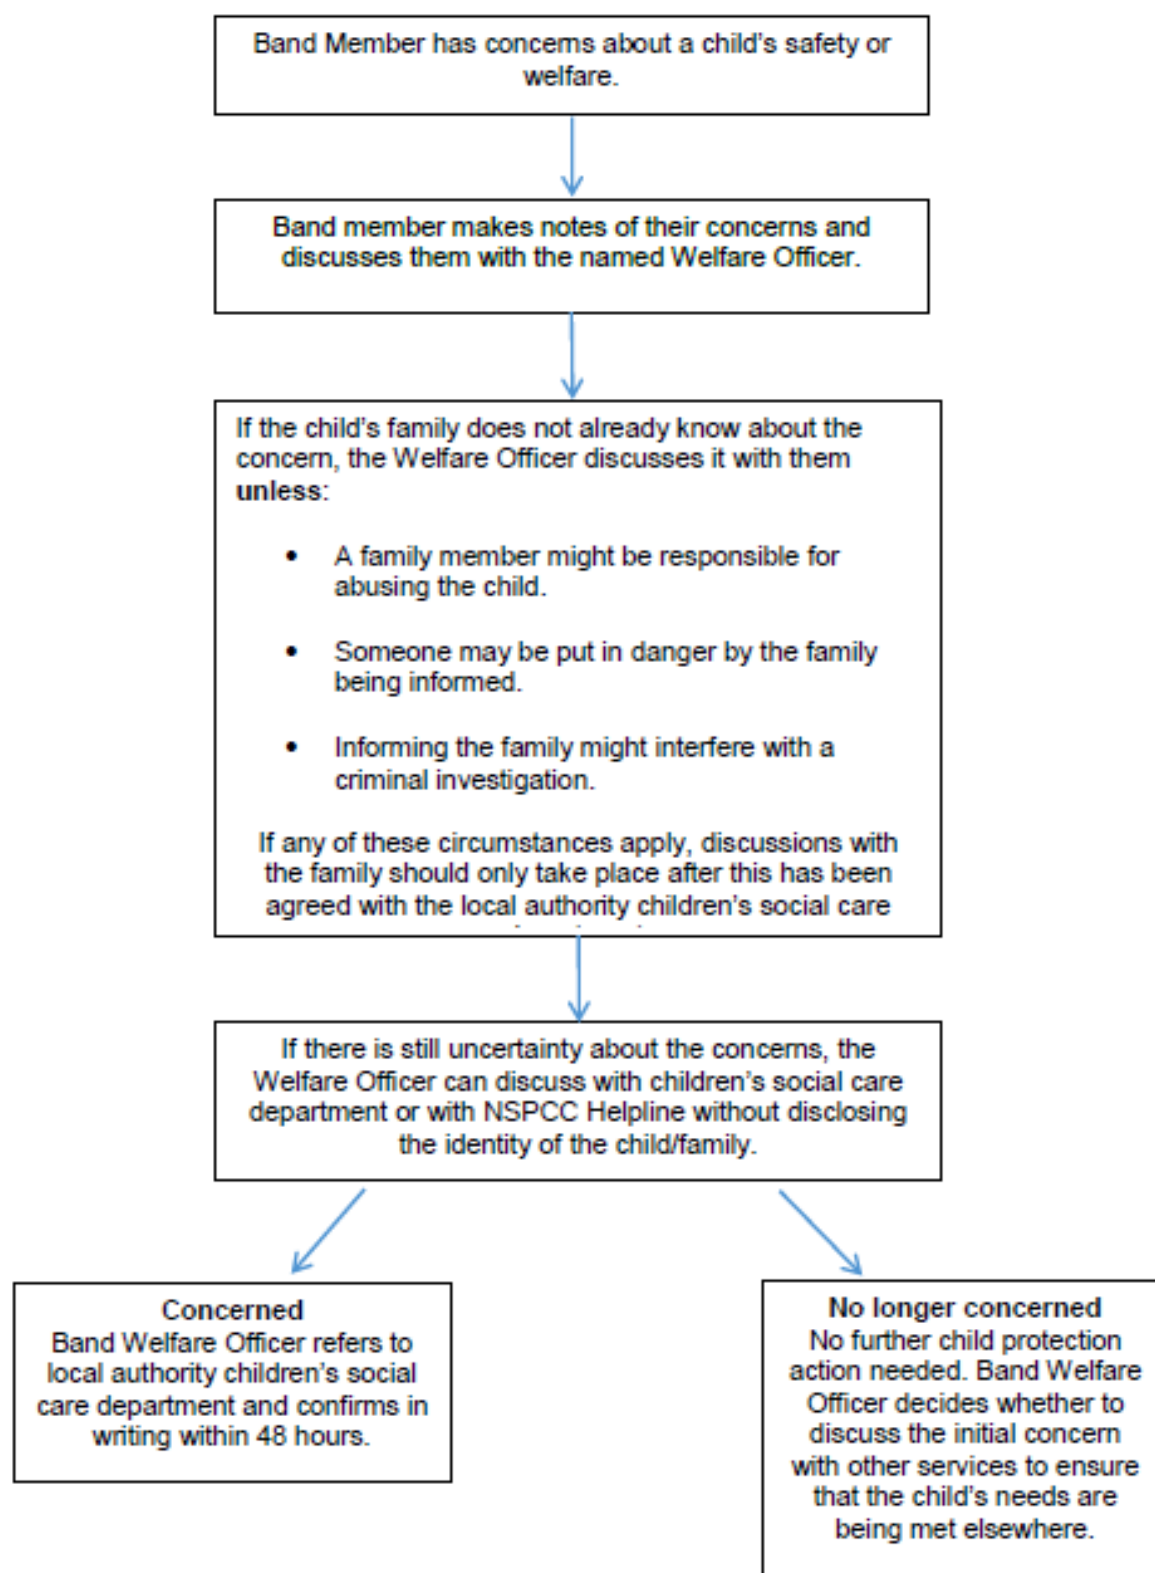 Band Member has concerns about a child's safety or
welfare.
Band member makes notes of their concerns and
discusses them with the named Welfare Officer.
If the child's family does not already know about the
concern, the Welfare Officer discusses it with them
unless:
• A family member might be responsible for
abusing the child.
• Someone may be put in danger by the family
being informed.
• Informing the family might interfere with a
criminal investigation.
If any of these circumstances apply, discussions with
the family should only take place after this has been
agreed with the local authority children's social care
If there is still uncertainty about the concerns, the
Welfare Officer can discuss with children's social care
department or with NSPCC Helpline without disclosing
the identity of the child/family.
Concerned
Band Welfare Officer refers to
local authority children's social
care department and confirms in
writing within 48 hours.
No longer concerned
No further child protection
action needed. Band Welfare
Officer decides whether to
discuss the initial concern
with other services to ensure
that the child's needs are
being met elsewhere.